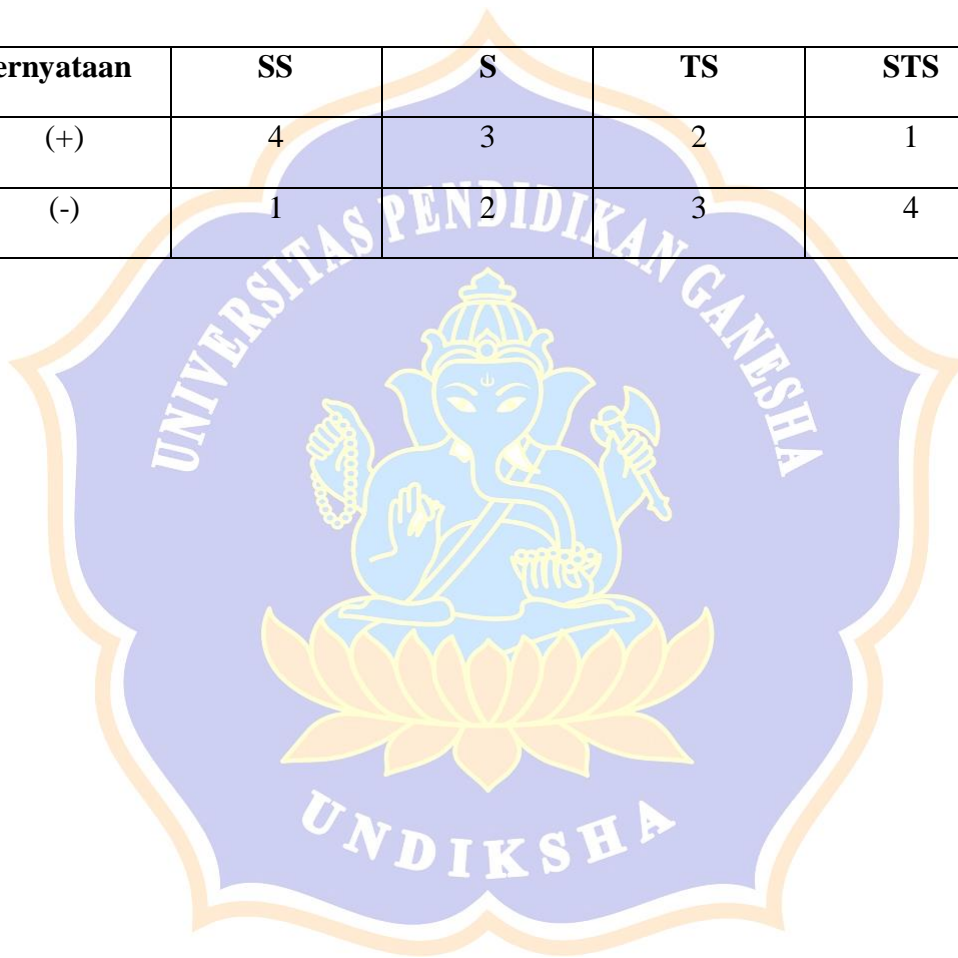 ernyataan SS S TS STS
(+) 4 3 2 1
(-) 1 2 3 4
UNIVERSITAS PENDIDIKAN GANESHA
UNDIKSHA